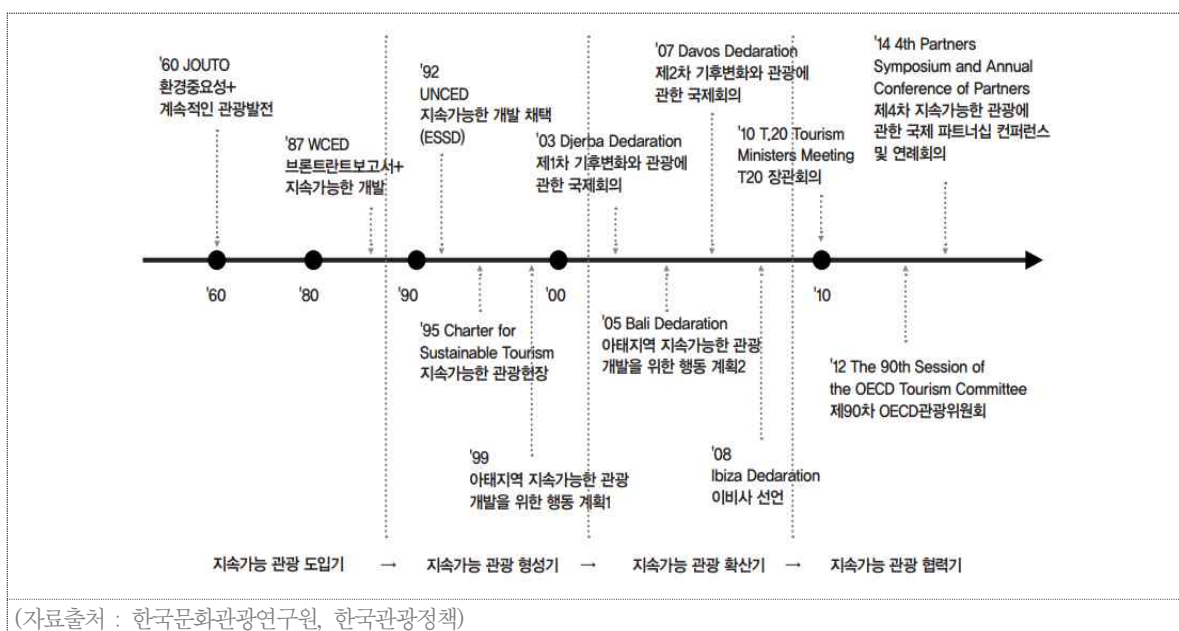 '60 JOUTO
환경중요성+
계속적인 관광발전
'87 WCED
브론트란트보고서+
지속가능한 개발
'92
UNCED
지속가능한 개발 채택
(ESSD)
'03 Djerba Dedaration
제1차 기후변화와 관광에
관한 국제회의
'07 Davos Dedaration
제2차 기후변화와 관광에
관한 국제회의
'10 T.20 Tourism
Ministers Meeting
T20 장관회의
'14 4th Partners
Symposium and Annual
Conference of Partners
제4차 지속가능한 관광에
관한 국제 파트너십 컨퍼런스
및 연례회의
'60
'80
'90
'00
'10
'95 Charter for
Sustainable Tourism
지속가능한 관광헌장
'99
아태지역 지속가능한 관광
개발을 위한 행동 계획1
'05 Bali Dedaration
아태지역 지속가능한 관광
개발을 위한 행동 계획2
'08
Ibiza Dedaration
이비사 선언
'12 The 90th Session of
the OECD Tourism Committee
제90차 OECD관광위원회
지속가능 관광 도입기 → 지속가능 관광 형성기 → 지속가능 관광 확산기 → 지속가능 관광 협력기
(자료출처 : 한국문화관광연구원, 한국관광정책)